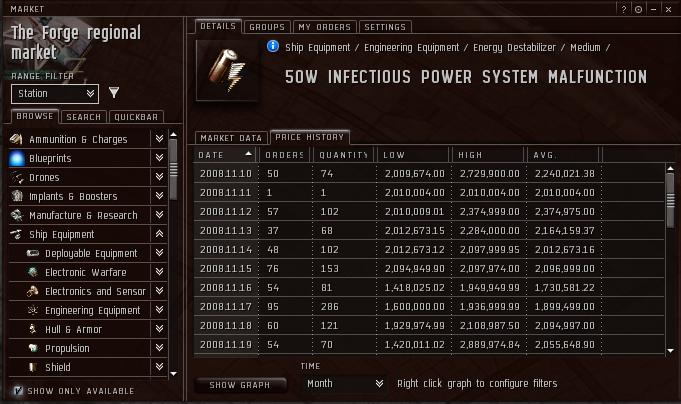 MARKET
The Forge regional
market
RANGE FILTER
Station
BROWSE SEARCH QUICKBAR
Ammunition & Charges
Blueprints
Drones
Implants & Boosters
Manufacture & Research
Ship Equipment
Deployable Equipment
Electronic Warfare
Electronics and Sensor
Engineering Equipment
Hull & Armor
Propulsion
Shield
SHOW ONLY AVAILABLE
DETAILS GROUPS MY ORDERS SETTINGS
Ship Equipment / Engineering Equipment / Energy Destabilizer / Medium /
50W INFECTIOUS POWER SYSTEM MALFUNCTION
MARKET DATA PRICE HISTORY
DATE ORDERS QUANTITY LOW HIGH AVG.
2008.11.10 50 74 2,009,674.00 2,729,900.00 2,240,021.38
2008.11.11 1 1 2,010,004.00 2,010,004.00 2,010,004.00
2008.11.12 57 102 2,010,009.01 2,374,999.00 2,374,975.00
2008.11.13 37 68 2,012,673.15 2,284,000.00 2,164,159.37
2008.11.14 48 102 2,012,673.12 2,097,999.95 2,012,673.16
2008.11.15 76 153 2,094,949.90 2,097,974.00 2,096,999.00
2008.11.16 54 81 1,418,025.02 1,949,949.99 1,730,581.22
2008.11.17 95 286 1,600,000.00 1,936,999.99 1,899,499.00
2008.11.18 60 121 1,929,974.99 2,108,987.50 2,094,997.00
2008.11.19 54 70 1,420,011.02 2,889,974.84 2,055,648.90
TIME
SHOW GRAPH Month Right click graph to configure filters